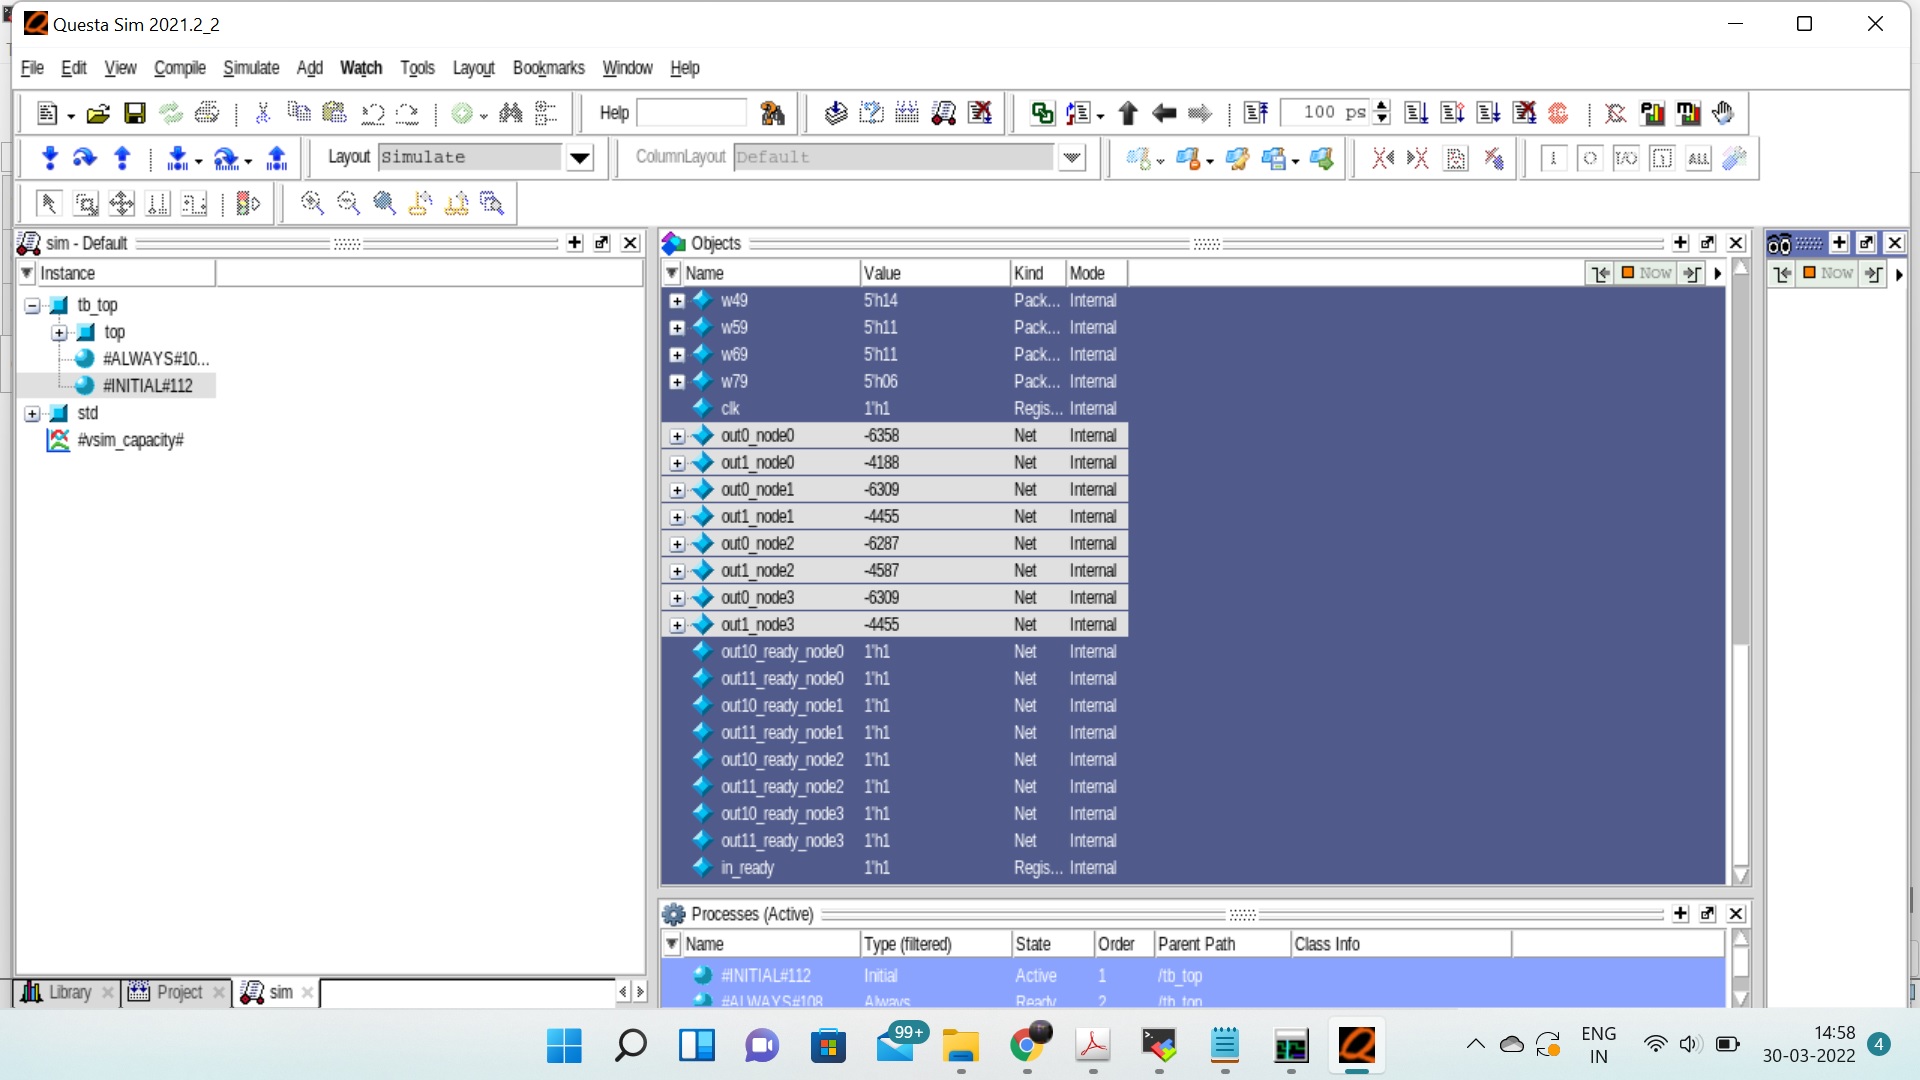 Questa Sim 2021.2_2
File Edit View Compile Simulate Add Watch Tools Layout Bookmarks Window Help
Help 100 ps
Layout Simulate ColumnLayout Default
ALL
sim - Default
Instance
tb_top
top
#ALWAYS#10...
#INITIAL#112
std
#vsim_capacity#
Library Project sim
Objects
Name Value Kind Mode Now Now
w49 5'h14 Pack... Internal
w59 5'h11 Pack... Internal
w69 5'h11 Pack... Internal
w79 5'h06 Pack... Internal
clk 1'h1 Regis... Internal
out0_node0 -6358 Net Internal
out1_node0 -4188 Net Internal
out0_node1 -6309 Net Internal
out1_node1 -4455 Net Internal
out0_node2 -6287 Net Internal
out1_node2 -4587 Net Internal
out0_node3 -6309 Net Internal
out1_node3 -4455 Net Internal
out10_ready_node0 1'h1 Net Internal
out11_ready_node0 1'h1 Net Internal
out10_ready_node1 1'h1 Net Internal
out11_ready_node1 1'h1 Net Internal
out10_ready_node2 1'h1 Net Internal
out11_ready_node2 1'h1 Net Internal
out10_ready_node3 1'h1 Net Internal
out11_ready_node3 1'h1 Net Internal
in_ready 1'h1 Regis... Internal
Processes (Active)
Name Type (filtered) State Order Parent Path Class Info
#INITIAL#112 Initial Active 1 /tb_top
#ALWAYS#108 Always Ready 2 /tb_top
99+
ENG
IN
14:58
30-03-2022
4